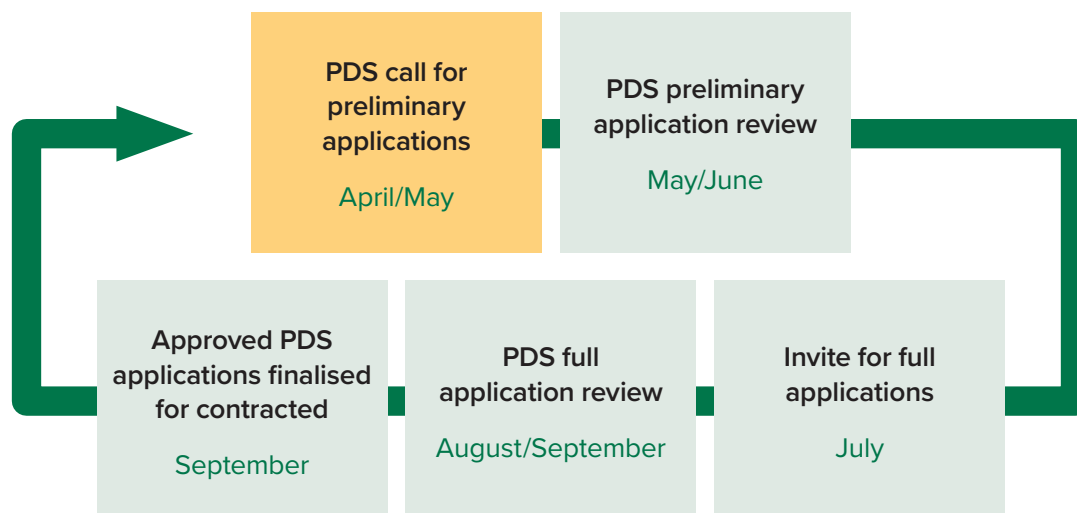 PDS call for
preliminary
applications
April/May
PDS preliminary
application review
May/June
Approved PDS
applications finalised
for contracted
September
PDS full
application review
August/September
Invite for full
applications
July